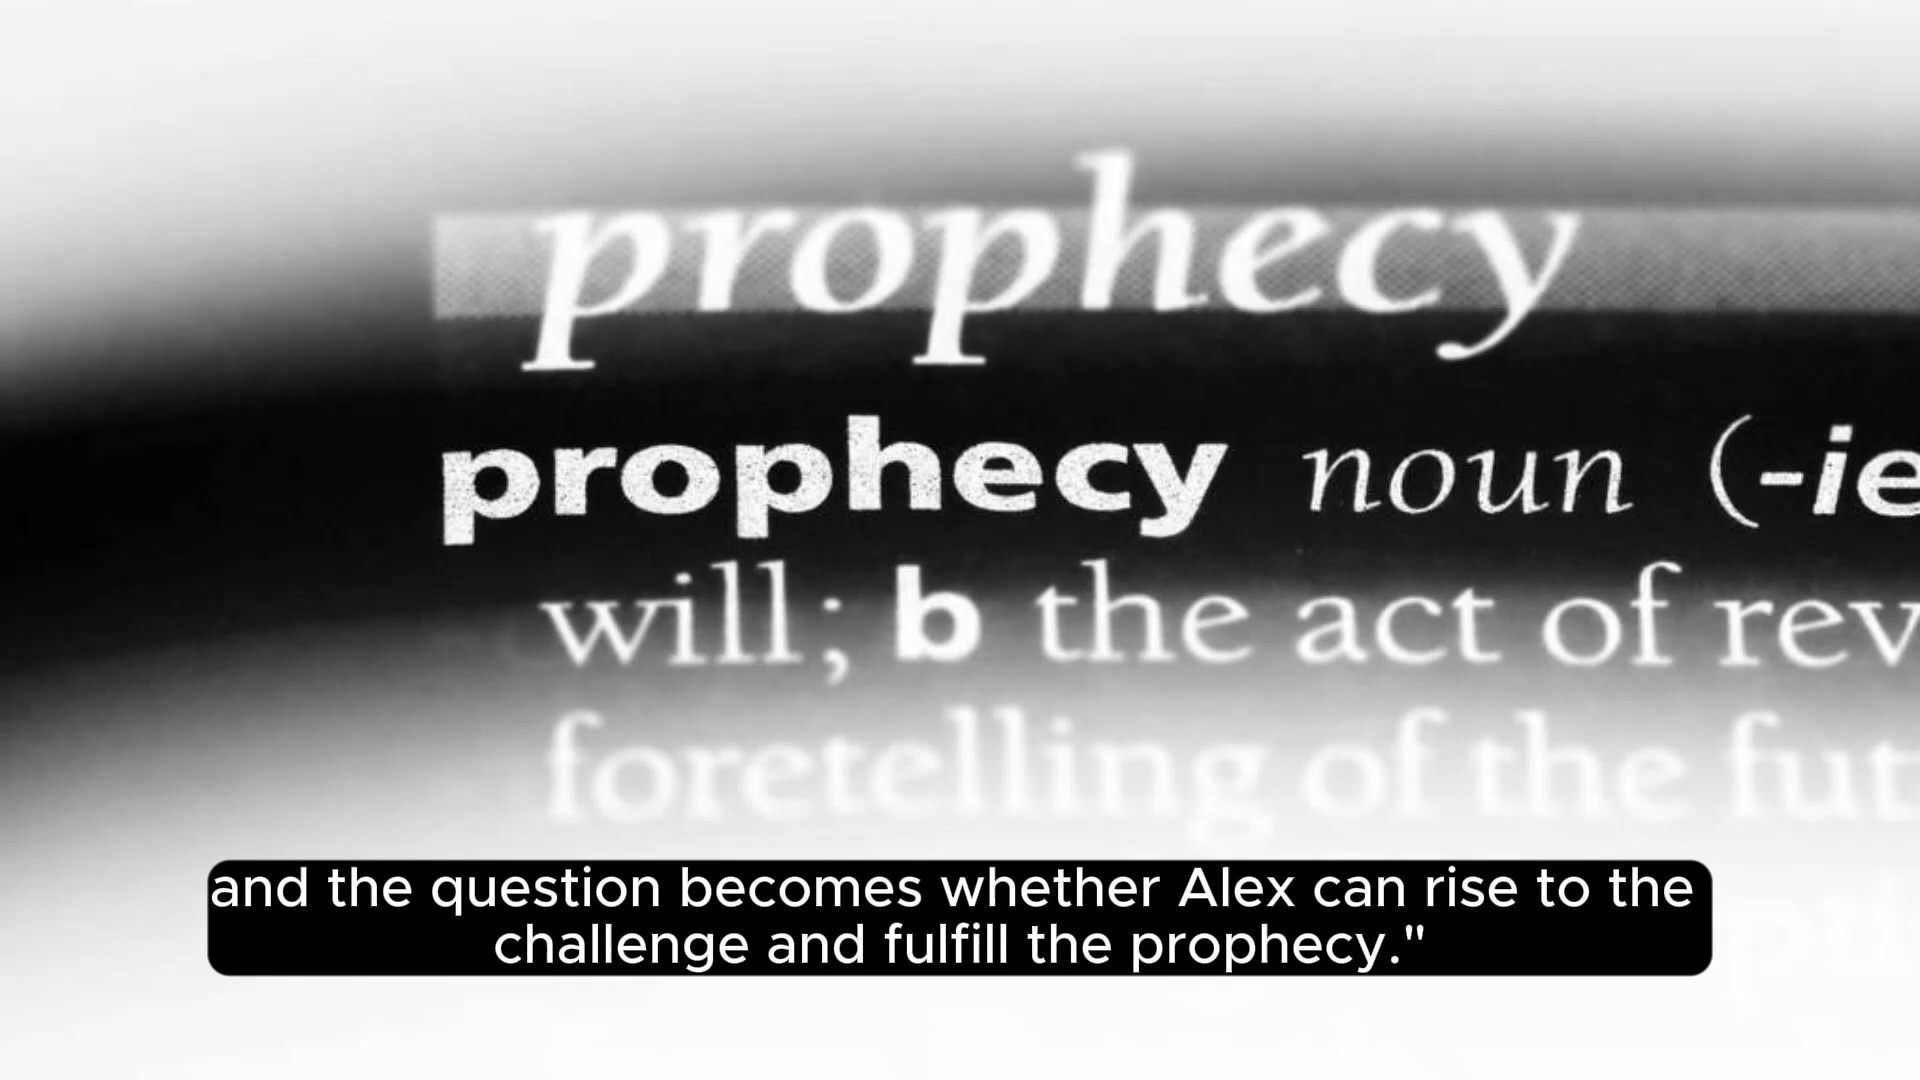 prophecy
prophecy noun (-ie
will; b the act of rev
foretelling of the fut
and the question becomes whether Alex can rise to the
challenge and fulfill the prophecy."